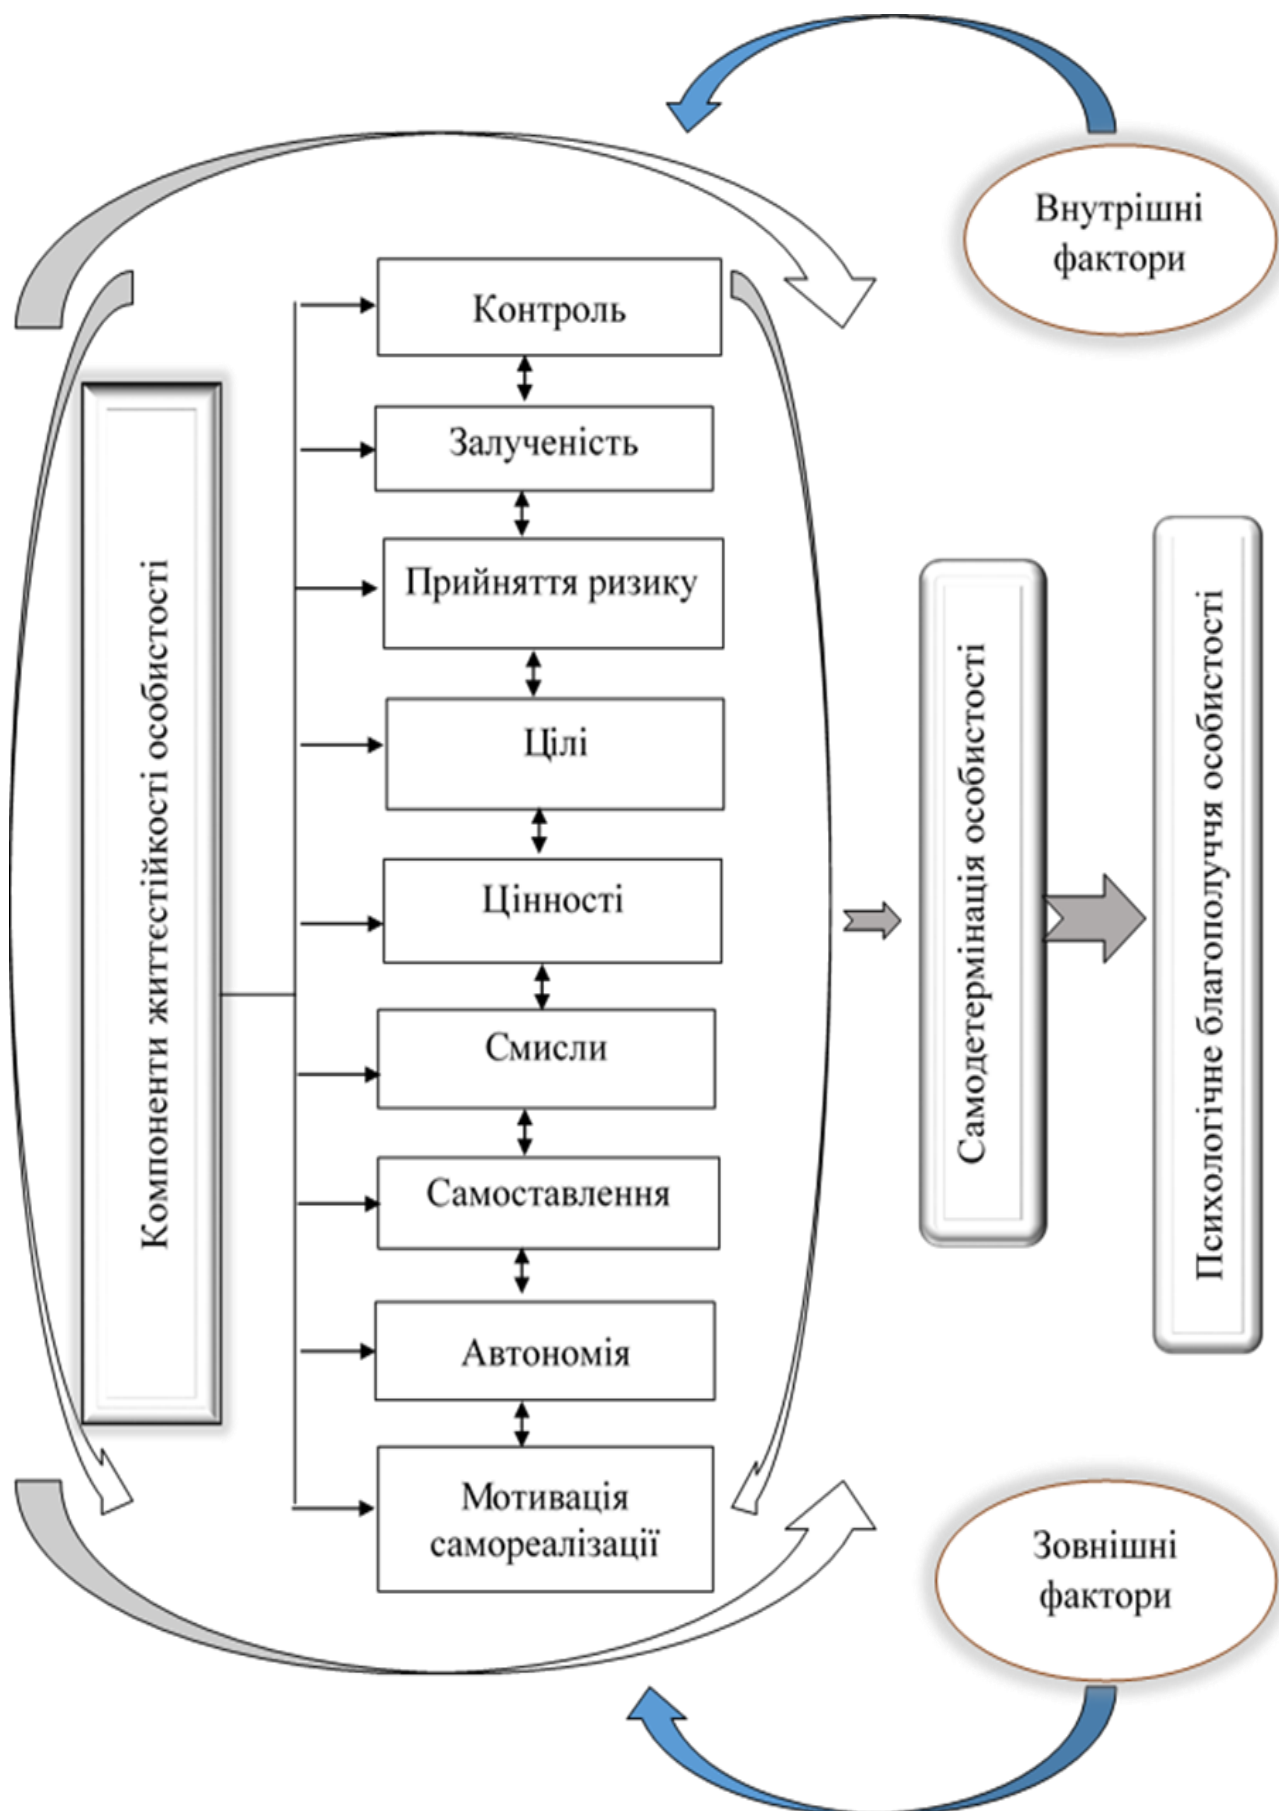 Внутрішні
фактори
Контроль
Залученість
Прийняття ризику
Цілі
Цінності
Смисли
Самоставлення
Автономія
Мотивація
самореалізації
Компоненти життєстійкості особистості
Самодетермінація особистості
Психологічне благополуччя особистості
Зовнішні
фактори